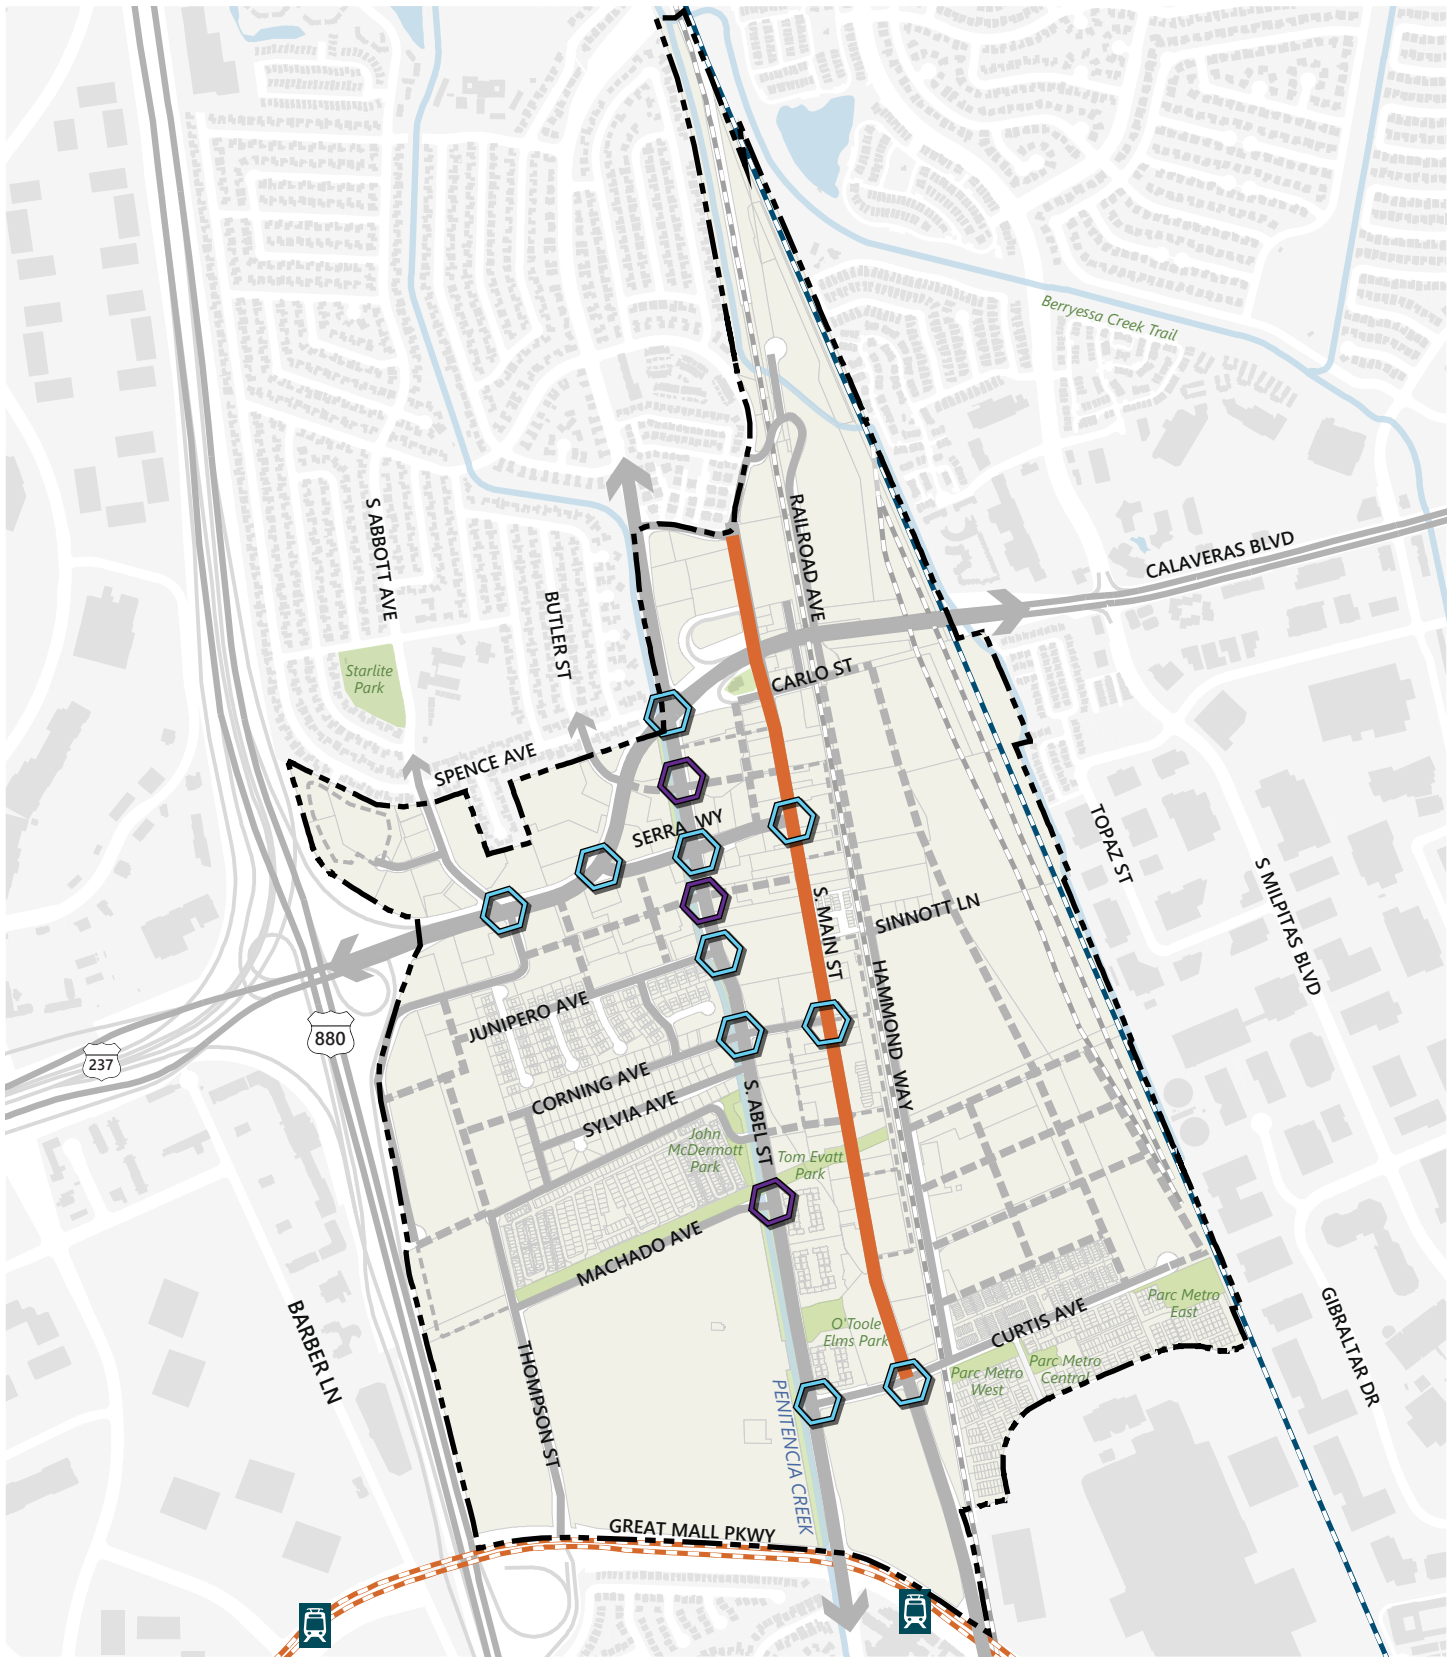 Berryessa Creek Trail
S ABBOTT AVE
RAILROAD AVE
CALAVERAS BLVD
BUTLER ST
Starlite
Park
CARLO ST
SPENCE AVE
SERRA WY
TOPAZ ST
S MILPITAS BLVD
S. MAIN ST
SINNOTT LN
HAMMOND WAY
JUNIPERO AVE
880
237
CORNING AVE
SYLVIA AVE
S. ABEL ST
John
McDermott
Park
Tom Evatt
Park
MACHADO AVE
BARBER LN
THOMPSON ST
O'Toole
Elms Park
CURTIS AVE
Parc Metro
East
Parc Metro
Central
Parc Metro
West
GIBRALTAR DR
PENITENCIA CREEK
GREAT MALL PKWY